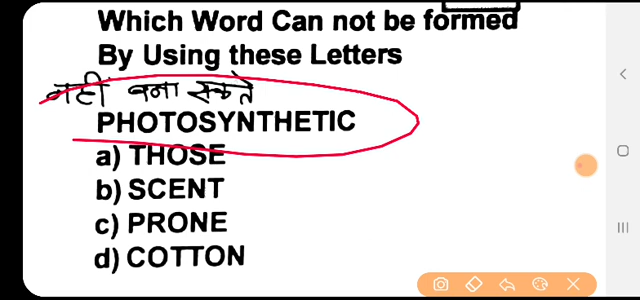 Which Word Can not be formed
By Using these Letters
नही बना सकते
PHOTOSYNTHETIC
a) THOSE
b) SCENT
c) PRONE
d) COTTON